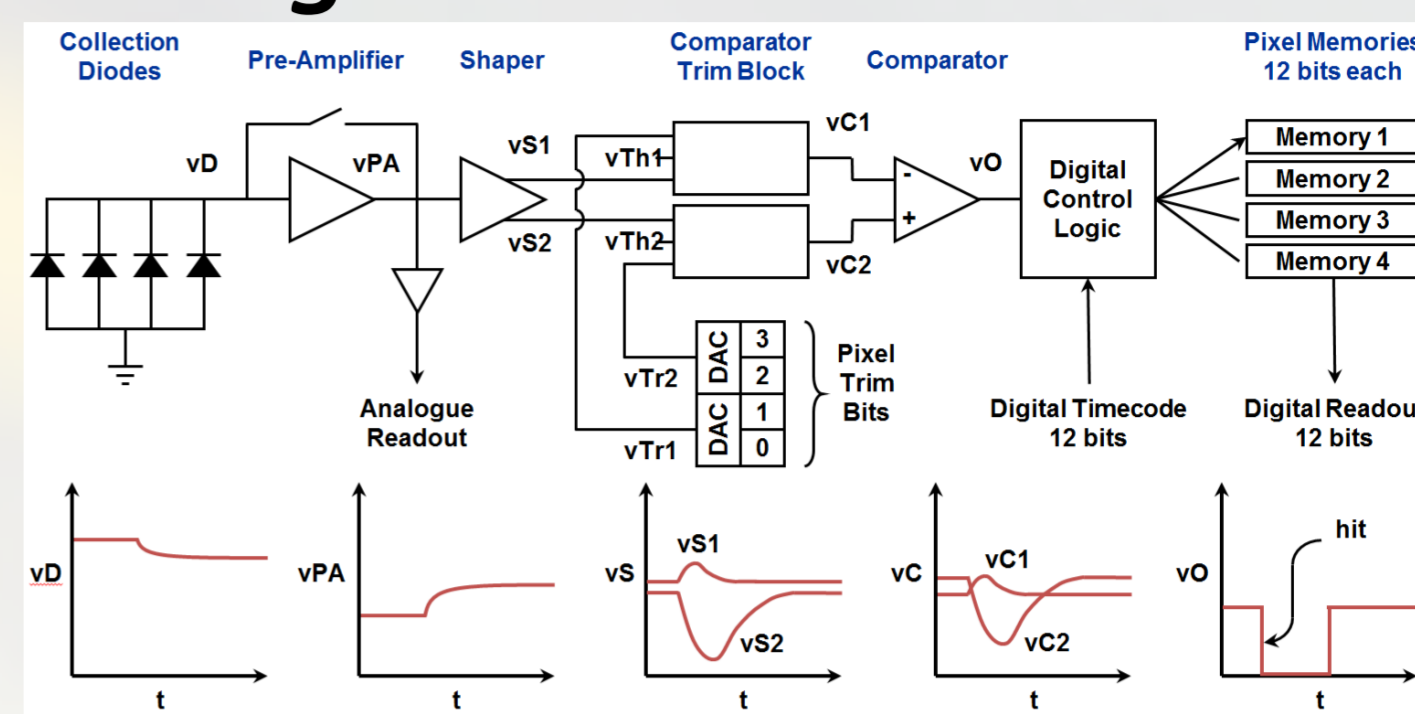 Collection
Diodes
Pre-Amplifier
Shaper
Comparator
Trim Block
Comparator
Pixel Memories
12 bits each
vD
vPA
vS1
vS2
vTh1
vTh2
vC1
vC2
vO
Digital
Control
Logic
Memory 1
Memory 2
Memory 3
Memory 4
DAC
3
2
DAC
1
0
vTr2
vTr1
Pixel
Trim
Bits
Analogue
Readout
Digital Timecode
12 bits
Digital Readou
12 bits
vD
t
vPA
t
vS
vS1
vS2
t
vC
vC1
vC2
t
vO
hit
t